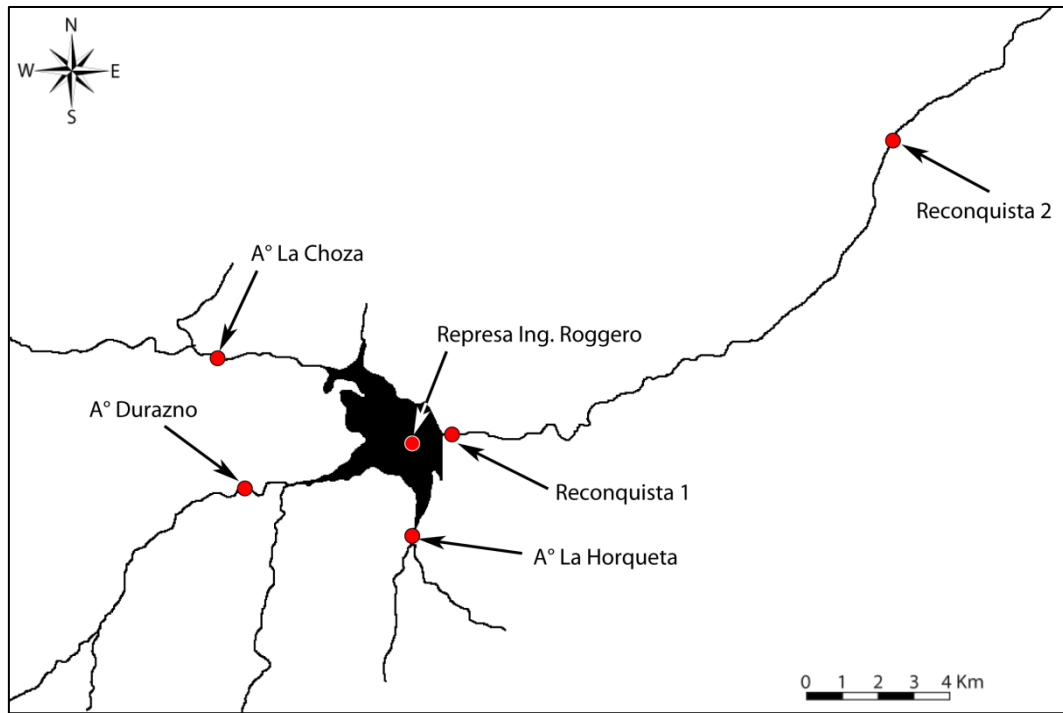 N
W E
S
Reconquista 2
A° La Choza
Represa Ing. Roggero
A° Durazno
Reconquista 1
A° La Horqueta
0 1 2 3 4 Km